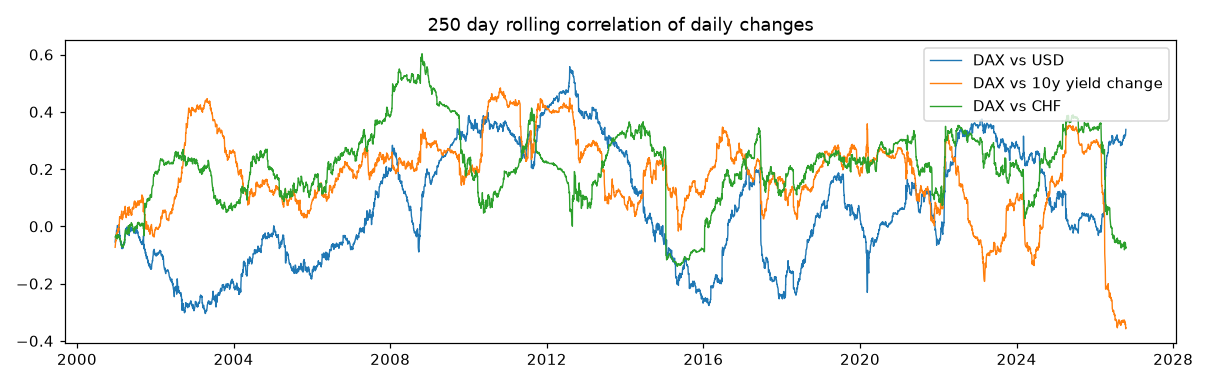 250 day rolling correlation of daily changes
DAX vs USD
DAX vs 10y yield change
DAX vs CHF
0.6
0.4
0.2
0.0
−0.2
−0.4
2000 2004 2008 2012 2016 2020 2024 2028